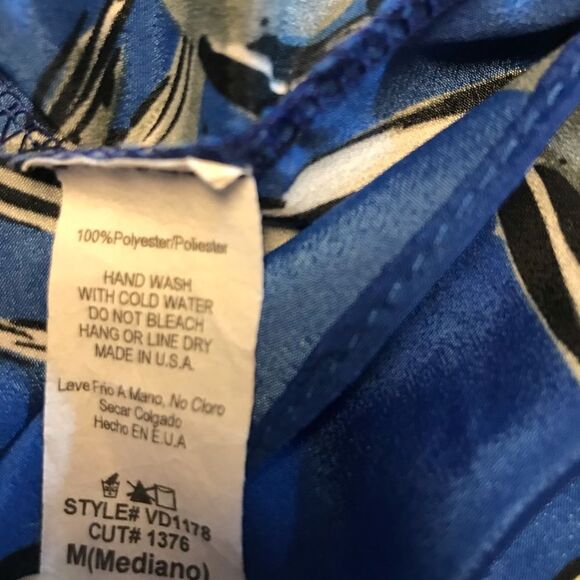 100%Polyester/Poliester
HAND WASH
WITH COLD WATER
DO NOT BLEACH
HANG OR LINE DRY
MADE IN U.S.A
Lave Frio A Mano, No Cloro
Secar Colgado
Hecho EN E.U.A
STYLE# VD1178
CUT# 1376
M(Mediano)